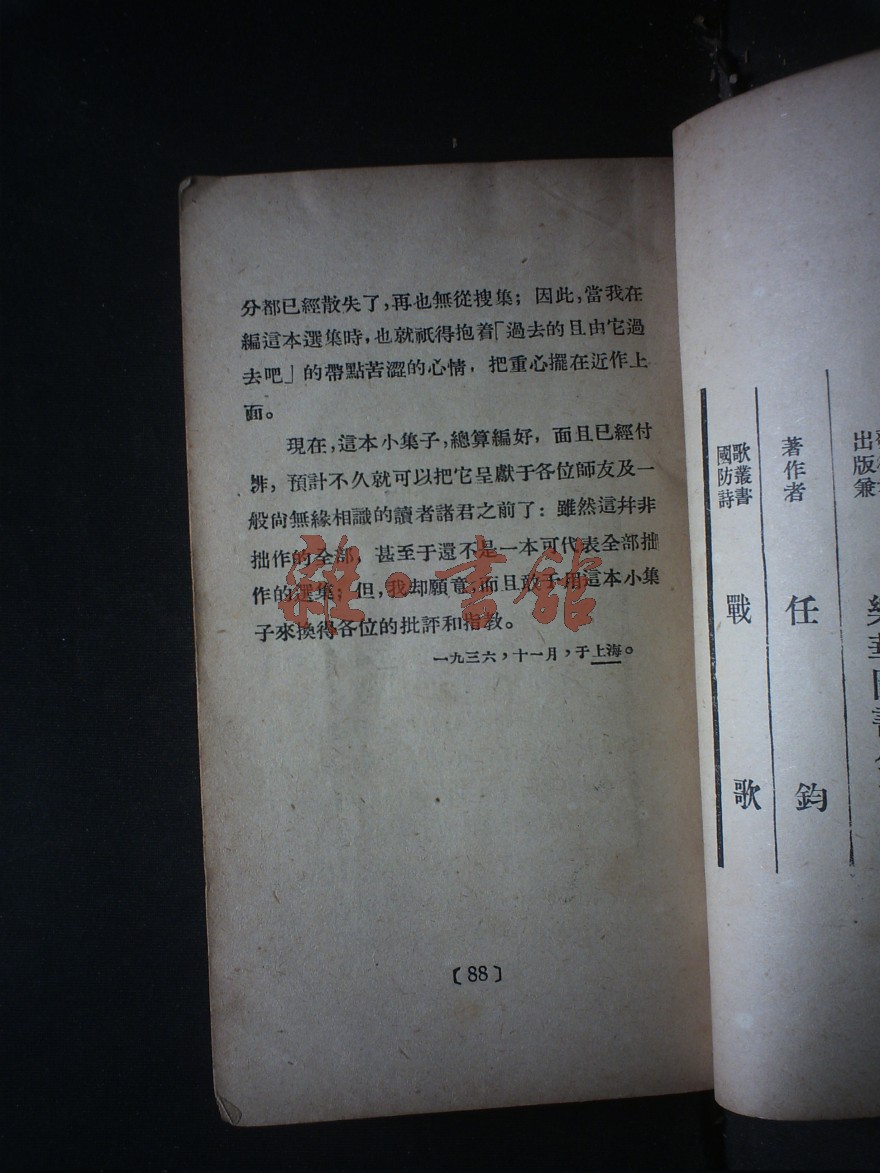 分都已經散失了,再也無從搜集;因此,當我在
編這本選集時,也就祇得抱着「過去的且由它過
去吧」的帶點苦澀的心情,把重心擺在近作上
面。
現在,這本小集子,總算編好,而且已經付
排,預計不久就可以把它呈獻于各位師友及一
般尙無緣相識的讀者諸君之前了:雖然這幷非
拙作的全部,甚至于還不是一本可代表全部拙
作的選集;但,我却願意,而且敢于用這本小集
子來換得各位的批評和指教。
一九三六,十一月,于上海。
〔88〕
雜·書館
出版兼
著作者 任鈞
國防詩
歌叢書
戰歌